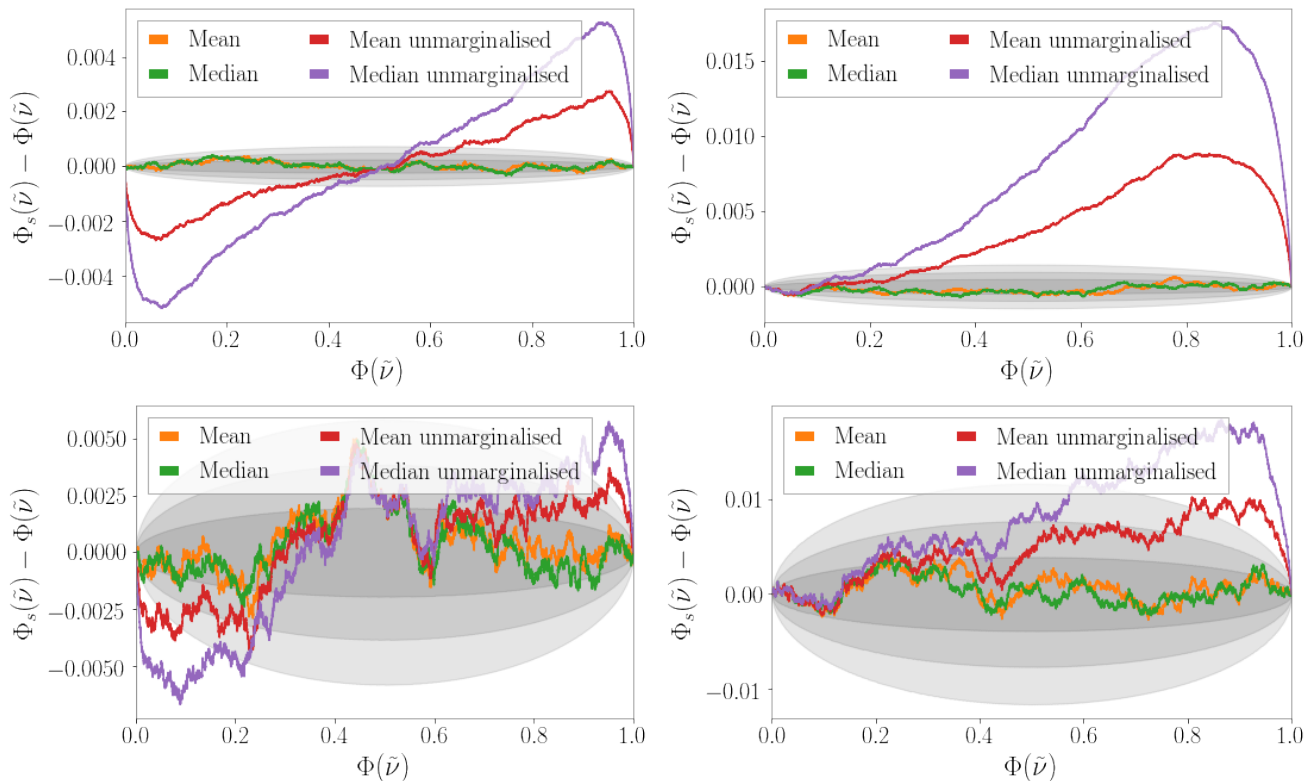 Mean
Median
Mean unmarginalised
Median unmarginalised
0.004
0.002
0.000
−0.002
−0.004
Φs(ν̃) − Φ(ν̃)
0.0 0.2 0.4 0.6 0.8 1.0
Φ(ν̃)
Mean
Median
Mean unmarginalised
Median unmarginalised
0.015
0.010
0.005
0.000
Φs(ν̃) − Φ(ν̃)
0.0 0.2 0.4 0.6 0.8 1.0
Φ(ν̃)
Mean
Median
Mean unmarginalised
Median unmarginalised
0.0050
0.0025
0.0000
−0.0025
−0.0050
Φs(ν̃) − Φ(ν̃)
0.0 0.2 0.4 0.6 0.8 1.0
Φ(ν̃)
Mean
Median
Mean unmarginalised
Median unmarginalised
0.01
0.00
−0.01
Φs(ν̃) − Φ(ν̃)
0.0 0.2 0.4 0.6 0.8 1.0
Φ(ν̃)